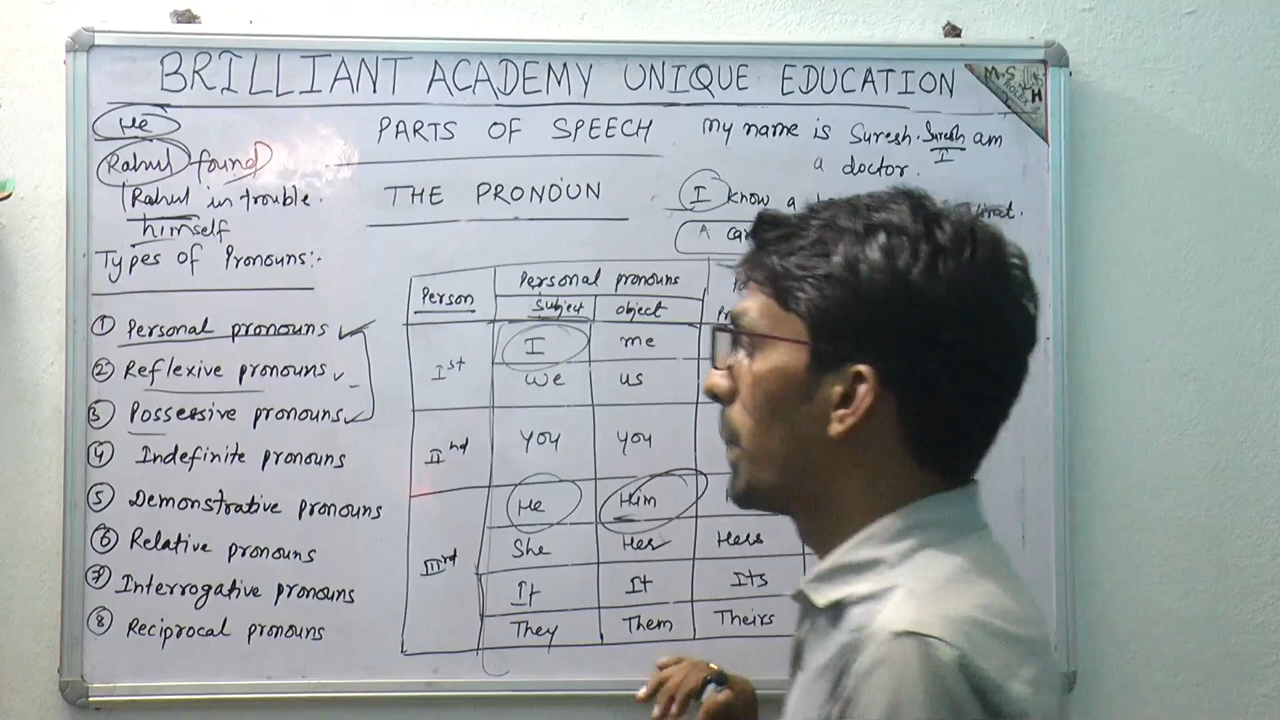 BRILLIANT ACADEMY UNIQUE EDUCATION
M.S
He
PARTS OF SPEECH
My name is Suresh. Suresh am
I
a doctor.
Rahul found
Rahul in trouble.
himself
THE PRONOUN
I know a
A
Types of Pronouns:-
① Personal pronouns
② Reflexive pronouns
③ Possessive pronouns
④ Indefinite pronouns
⑤ Demonstrative pronouns
⑥ Relative pronouns
⑦ Interrogative pronouns
⑧ Reciprocal pronouns
Person Personal pronouns
Subject object
Ist I me
we us
IInd you you
He Him
IIIrd She Her Hers
It It Its
They Them Theirs